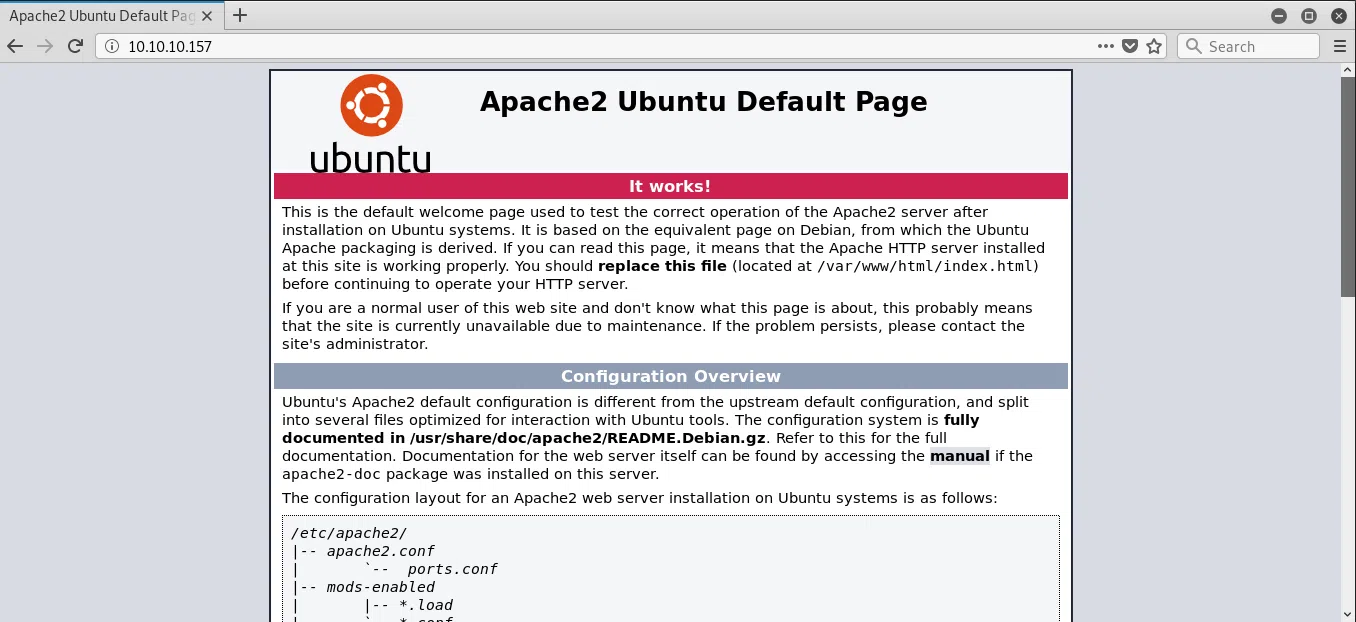 Apache2 Ubuntu Default Pag
10.10.10.157
Search
Apache2 Ubuntu Default Page
ubuntu
It works!
This is the default welcome page used to test the correct operation of the Apache2 server after
installation on Ubuntu systems. It is based on the equivalent page on Debian, from which the Ubuntu
Apache packaging is derived. If you can read this page, it means that the Apache HTTP server installed
at this site is working properly. You should replace this file (located at /var/www/html/index.html)
before continuing to operate your HTTP server.
If you are a normal user of this web site and don't know what this page is about, this probably means
that the site is currently unavailable due to maintenance. If the problem persists, please contact the
site's administrator.
Configuration Overview
Ubuntu's Apache2 default configuration is different from the upstream default configuration, and split
into several files optimized for interaction with Ubuntu tools. The configuration system is fully
documented in /usr/share/doc/apache2/README.Debian.gz. Refer to this for the full
documentation. Documentation for the web server itself can be found by accessing the manual if the
apache2-doc package was installed on this server.
The configuration layout for an Apache2 web server installation on Ubuntu systems is as follows:
/etc/apache2/
|-- apache2.conf
|       `--  ports.conf
|-- mods-enabled
|       |-- *.load
|       `-- *.conf